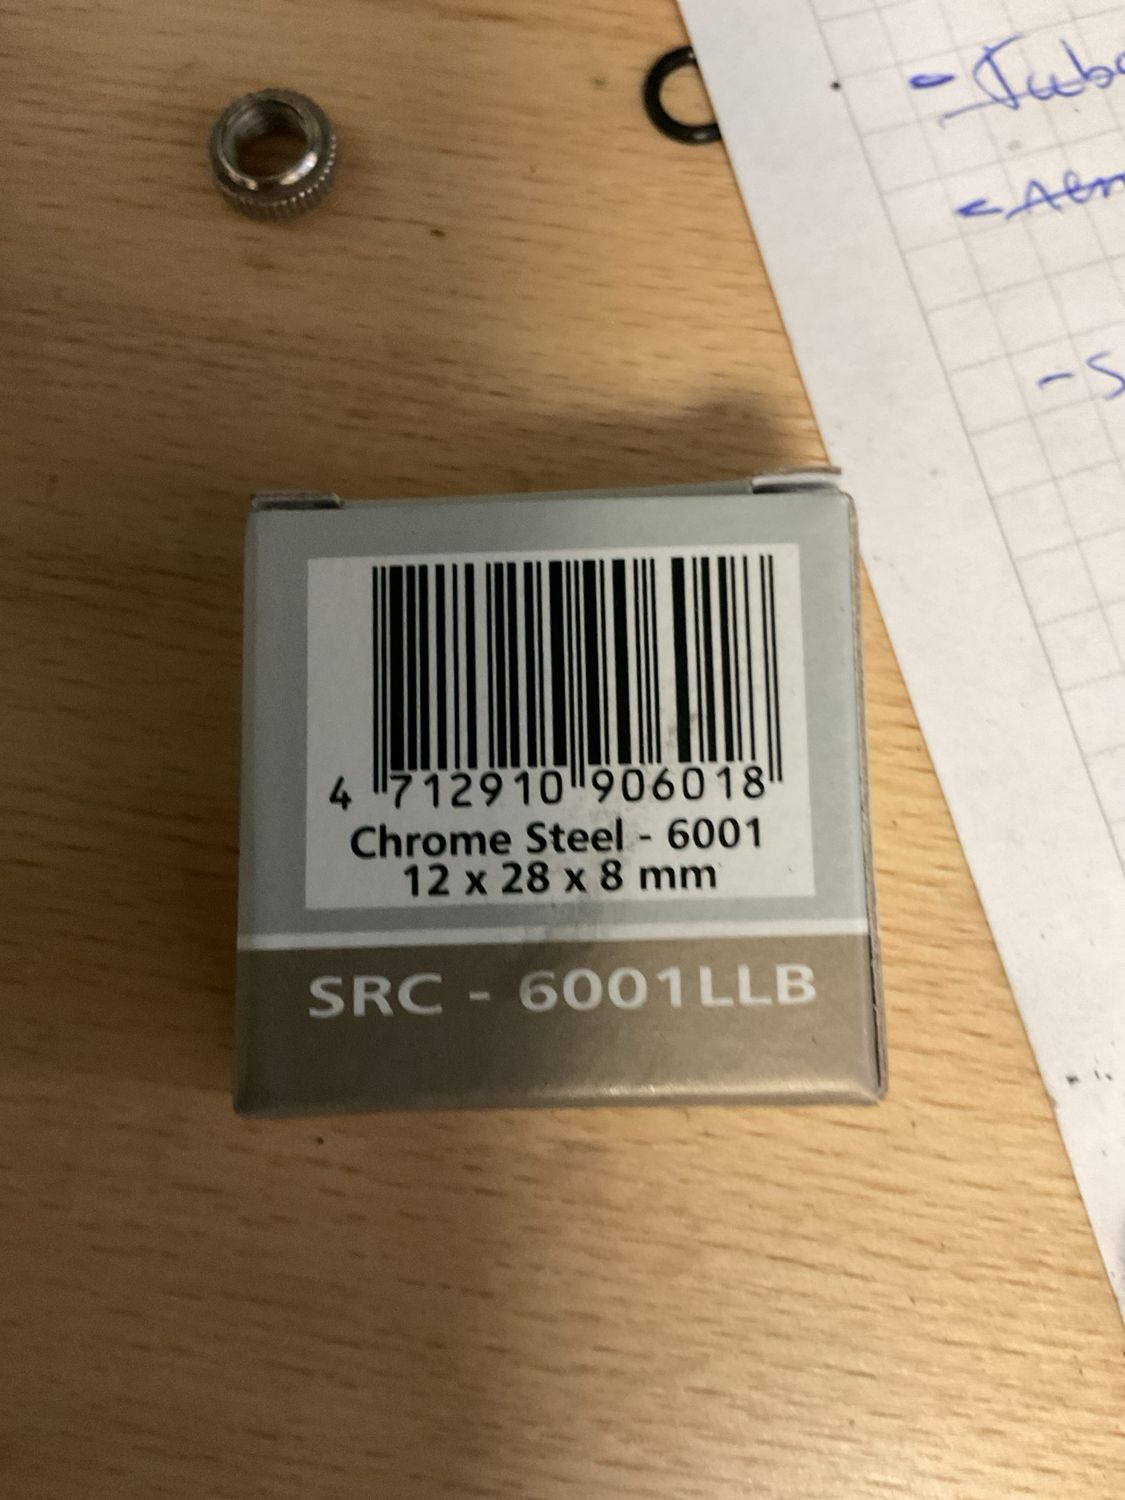 4 712910 906018
Chrome Steel - 6001
12 x 28 x 8 mm
SRC - 6001LLB